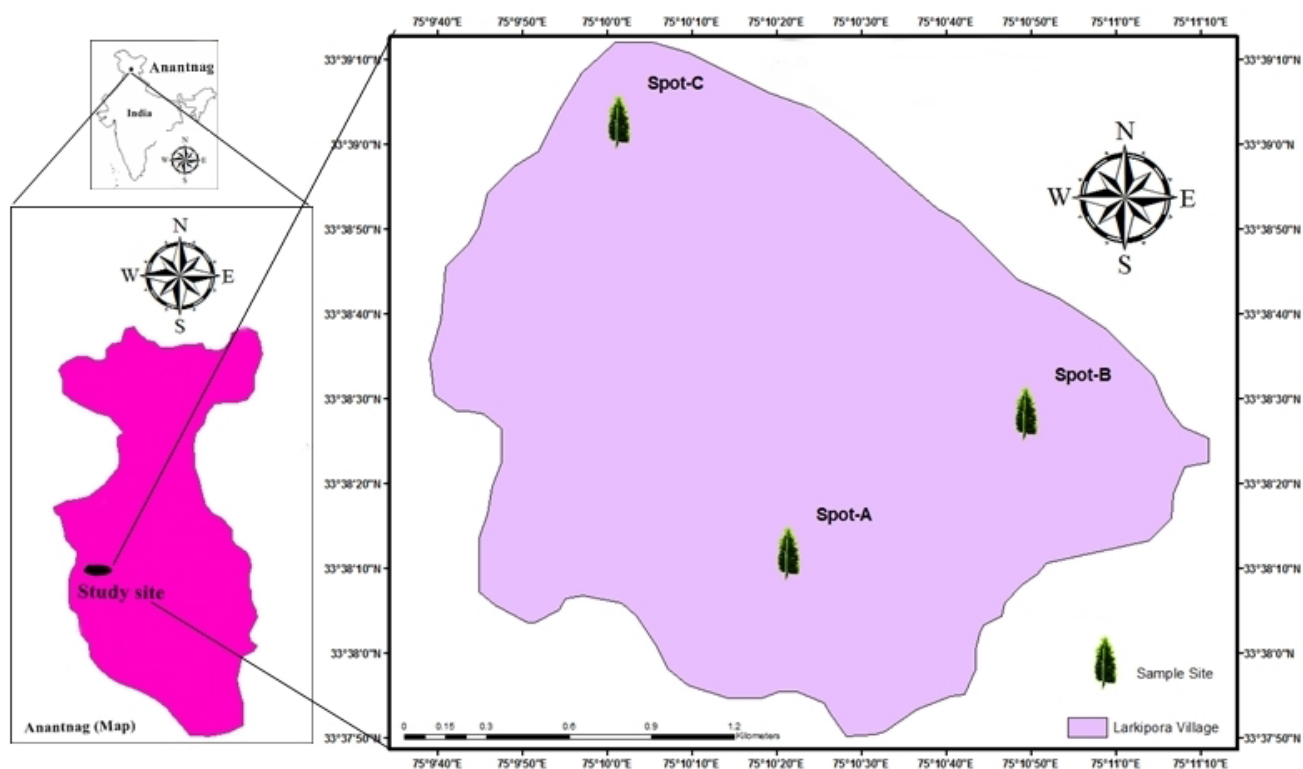 75°9'40"E 75°9'50"E 75°10'0"E 75°10'10"E 75°10'20"E 75°10'30"E 75°10'40"E 75°10'50"E 75°11'0"E 75°11'10"E
Anantnag
India
N
W E
S
N
W E
S
Study site
Anantnag (Map)
33°39'10"N
33°39'0"N
33°38'50"N
33°38'40"N
33°38'30"N
33°38'20"N
33°38'10"N
33°38'0"N
33°37'50"N
Spot-C
N
W E
S
Spot-B
Spot-A
Sample Site
Larkipora Village
0 0.15 0.3 0.6 0.9 1.2
Kilometers
33°39'10"N
33°39'0"N
33°38'50"N
33°38'40"N
33°38'30"N
33°38'20"N
33°38'10"N
33°38'0"N
33°37'50"N
75°9'40"E 75°9'50"E 75°10'0"E 75°10'10"E 75°10'20"E 75°10'30"E 75°10'40"E 75°10'50"E 75°11'0"E 75°11'10"E